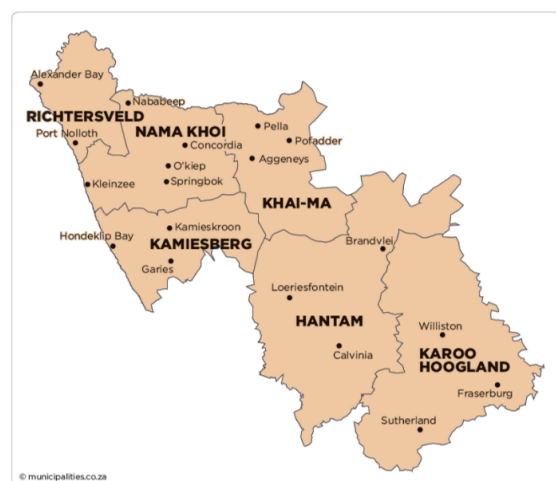 Alexander Bay
Nababeep
RICHTERSVELD
Port Nolloth
NAMA KHOI
Concordia
Pella
Pofadder
Aggeneys
O'kiep
Springbok
Kleinzee
KHAI-MA
Kamieskroon
Hondeklip Bay
KAMIESBERG
Garies
Brandvlei
Loeriesfontein
HANTAM
Calvinia
Williston
KAROO
HOOGLAND
Fraserburg
Sutherland
© municipalities.co.za